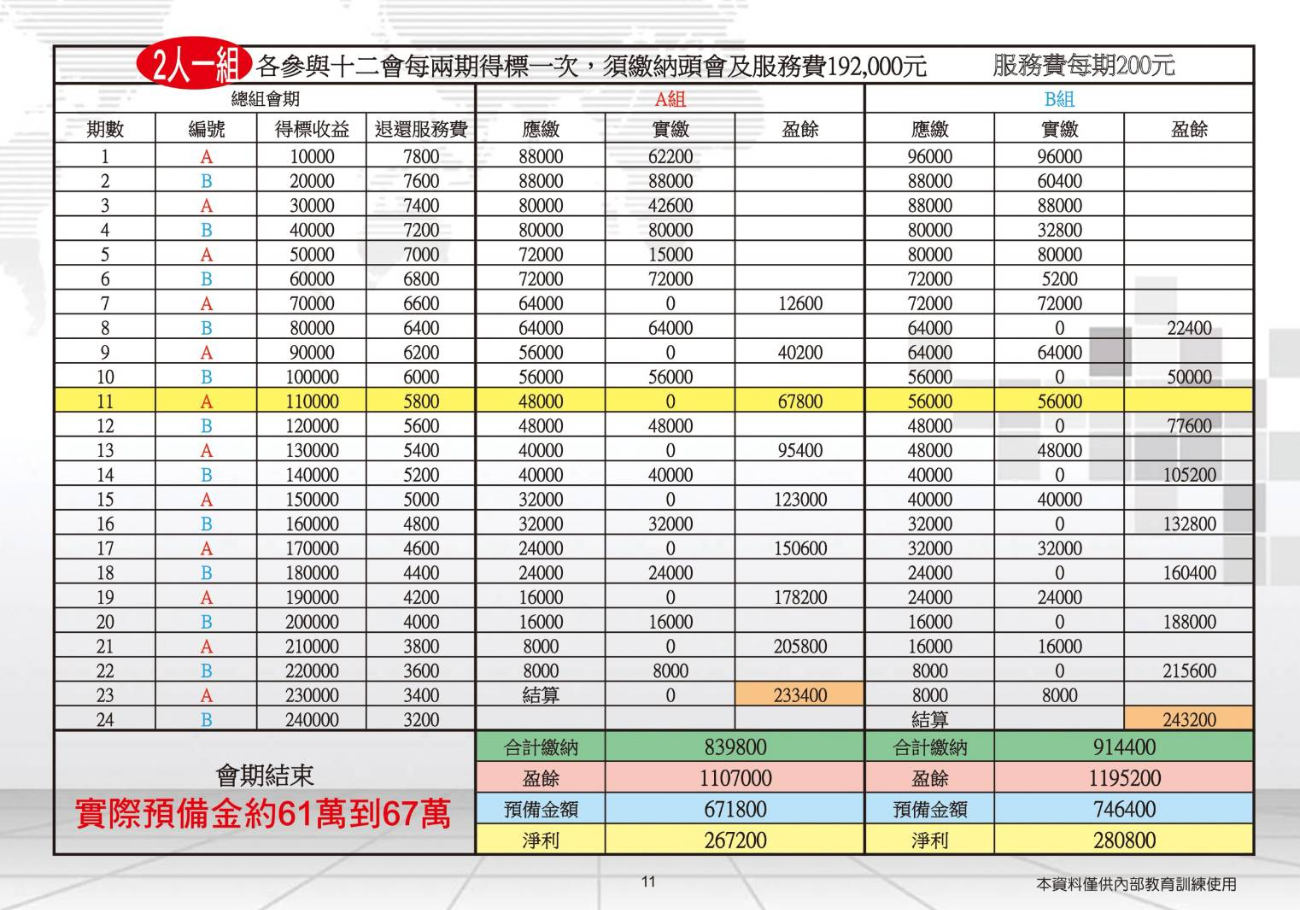 2人一組 各參與十二會每兩期得標一次，須繳納頭會及服務費192,000元 服務費每期200元
總組會期 A組 B組
期數 編號 得標收益 退還服務費 應繳 實繳 盈餘 應繳 實繳 盈餘
1 A 10000 7800 88000 62200 96000 96000
2 B 20000 7600 88000 88000 88000 60400
3 A 30000 7400 80000 42600 88000 88000
4 B 40000 7200 80000 80000 80000 32800
5 A 50000 7000 72000 15000 80000 80000
6 B 60000 6800 72000 72000 72000 5200
7 A 70000 6600 64000 0 12600 72000 72000
8 B 80000 6400 64000 64000 64000 0 22400
9 A 90000 6200 56000 0 40200 64000 64000
10 B 100000 6000 56000 56000 56000 0 50000
11 A 110000 5800 48000 0 67800 56000 56000
12 B 120000 5600 48000 48000 48000 0 77600
13 A 130000 5400 40000 0 95400 48000 48000
14 B 140000 5200 40000 40000 40000 0 105200
15 A 150000 5000 32000 0 123000 40000 40000
16 B 160000 4800 32000 32000 32000 0 132800
17 A 170000 4600 24000 0 150600 32000 32000
18 B 180000 4400 24000 24000 24000 0 160400
19 A 190000 4200 16000 0 178200 24000 24000
20 B 200000 4000 16000 16000 16000 0 188000
21 A 210000 3800 8000 0 205800 16000 16000
22 B 220000 3600 8000 8000 8000 0 215600
23 A 230000 3400 結算 0 233400 8000 8000
24 B 240000 3200 結算 243200
合計繳納 839800 合計繳納 914400
盈餘 1107000 盈餘 1195200
預備金額 671800 預備金額 746400
淨利 267200 淨利 280800
會期結束
實際預備金約61萬到67萬
11
本資料僅供內部教育訓練使用